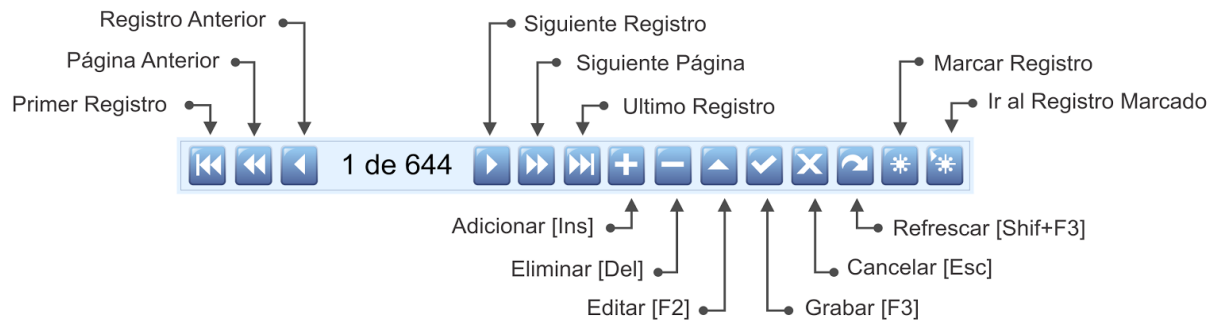 Registro Anterior
Siguiente Registro
Página Anterior
Siguiente Página
Marcar Registro
Primer Registro
Ultimo Registro
Ir al Registro Marcado
1 de 644
Adicionar [Ins]
Refrescar [Shif+F3]
Eliminar [Del]
Cancelar [Esc]
Editar [F2]
Grabar [F3]